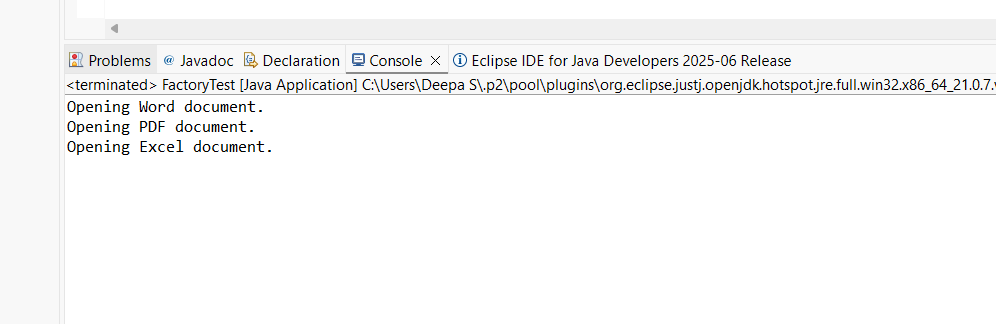 Problems @ Javadoc Declaration Console Eclipse IDE for Java Developers 2025-06 Release
<terminated> FactoryTest [Java Application] C:\Users\Deepa S\.p2\pool\plugins\org.eclipse.justj.openjdk.hotspot.jre.full.win32.x86_64_21.0.7.
Opening Word document.
Opening PDF document.
Opening Excel document.